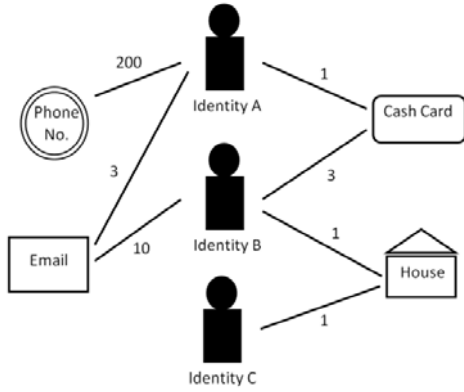 200
1
Phone
No.
Identity A
Cash Card
3
3
Email
10
Identity B
1
House
1
Identity C